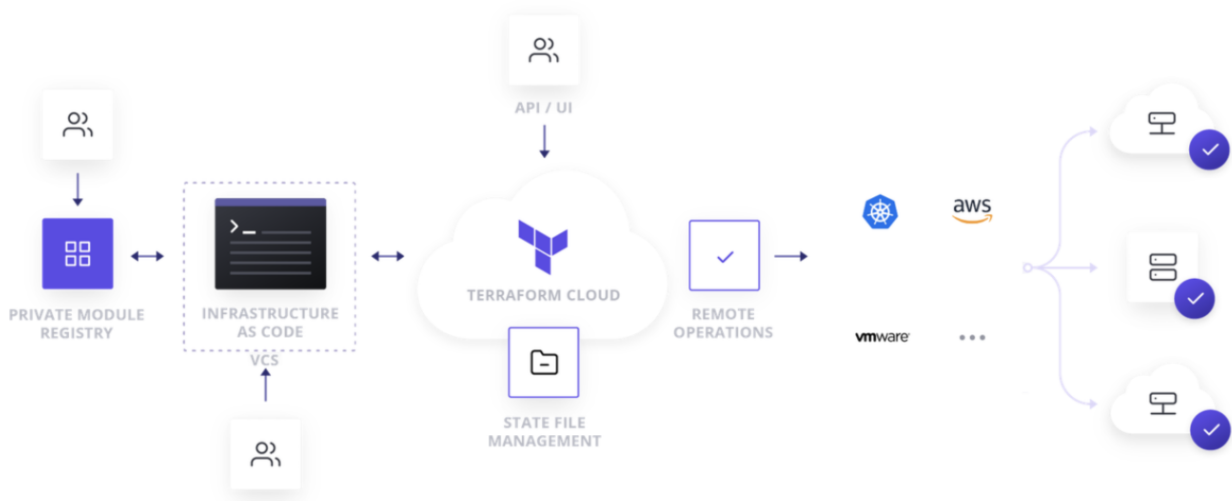 API / UI
PRIVATE MODULE
REGISTRY
>_
INFRASTRUCTURE
AS CODE
VCS
TERRAFORM CLOUD
STATE FILE
MANAGEMENT
REMOTE
OPERATIONS
aws
vmware